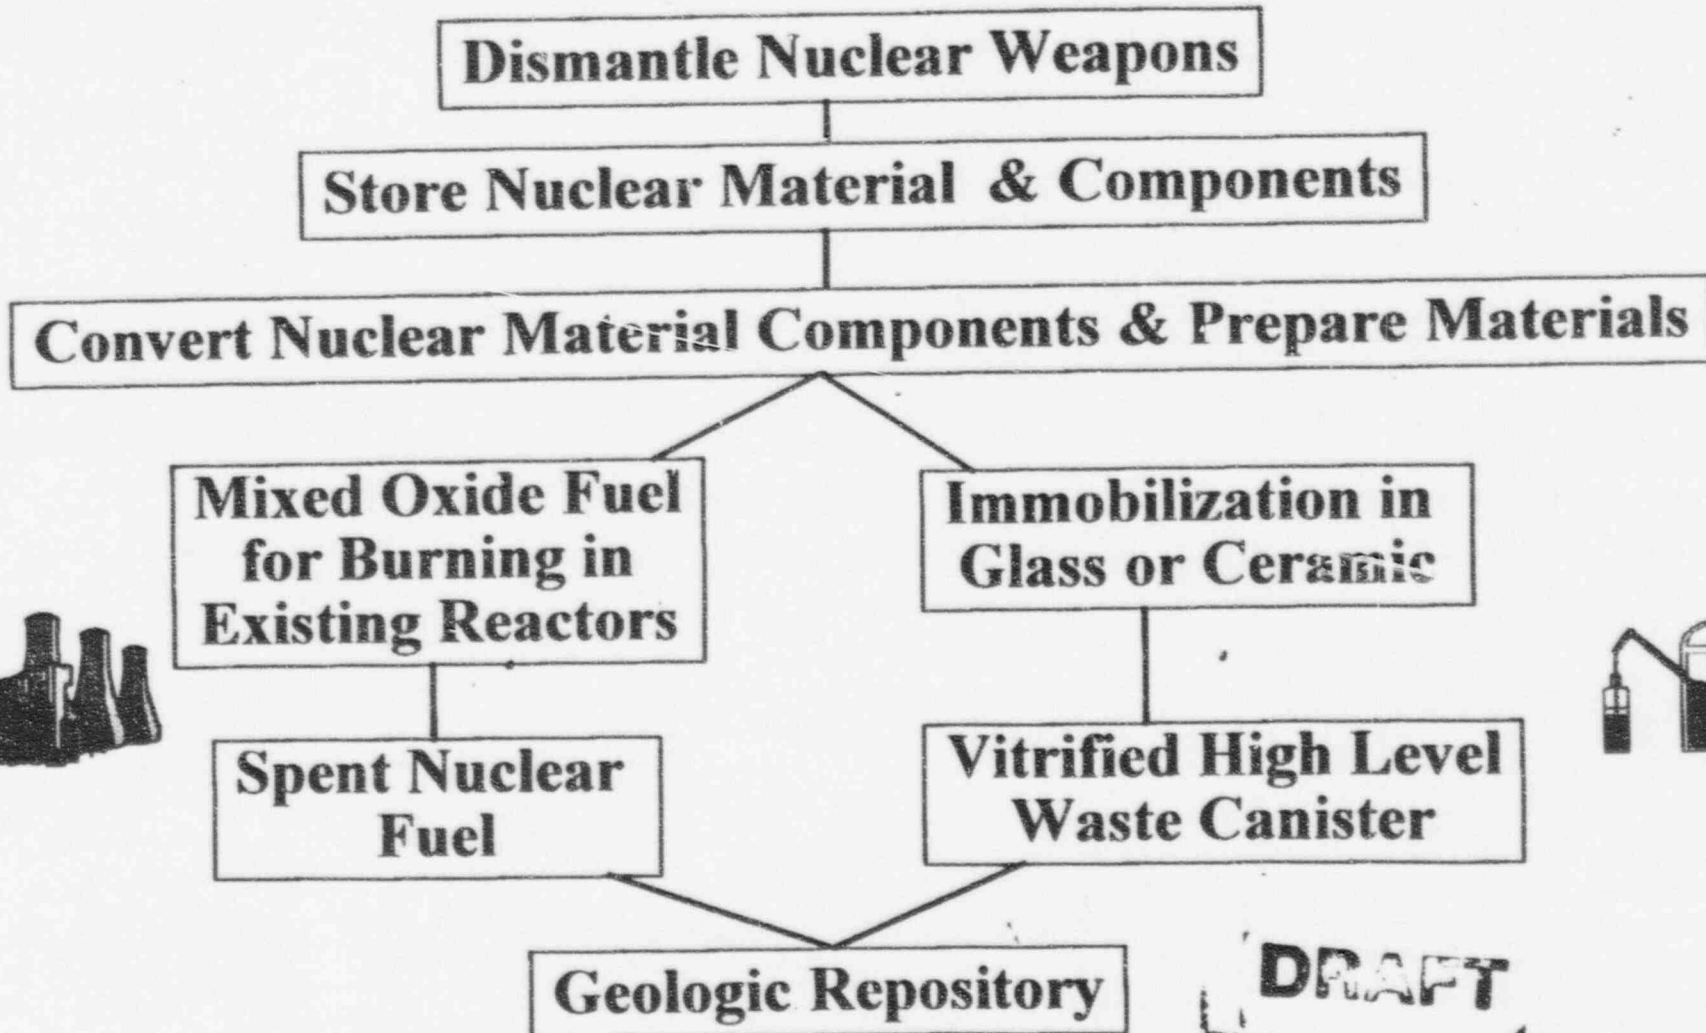 Dismantle Nuclear Weapons
Store Nuclear Material & Components
Convert Nuclear Material Components & Prepare Materials
Mixed Oxide Fuel
for Burning in
Existing Reactors
Immobilization in
Glass or Ceramic
Spent Nuclear
Fuel
Vitrified High Level
Waste Canister
Geologic Repository
DRAFT